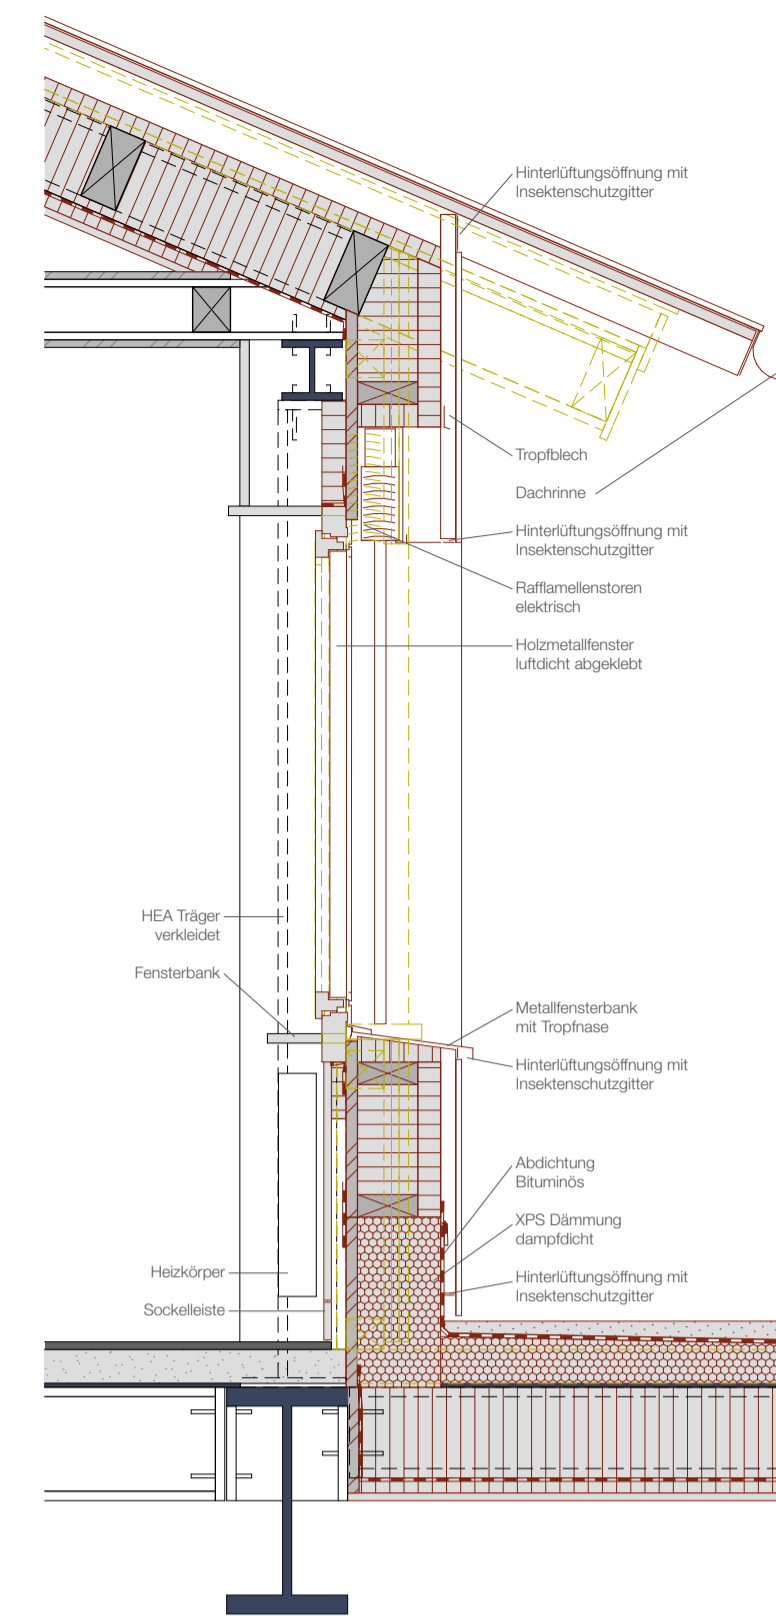 Hinterlüftungsöffnung mit
Insektenschutzgitter
Tropfblech
Dachrinne
Hinterlüftungsöffnung mit
Insektenschutzgitter
Rafflamellenstoren
elektrisch
Holzmetallfenster
luftdicht abgeklebt
HEA Träger
verkleidet
Fensterbank
Metallfensterbank
mit Tropfnase
Hinterlüftungsöffnung mit
Insektenschutzgitter
Abdichtung
Bituminös
XPS Dämmung
dampfdicht
Heizkörper
Hinterlüftungsöffnung mit
Insektenschutzgitter
Sockelleiste